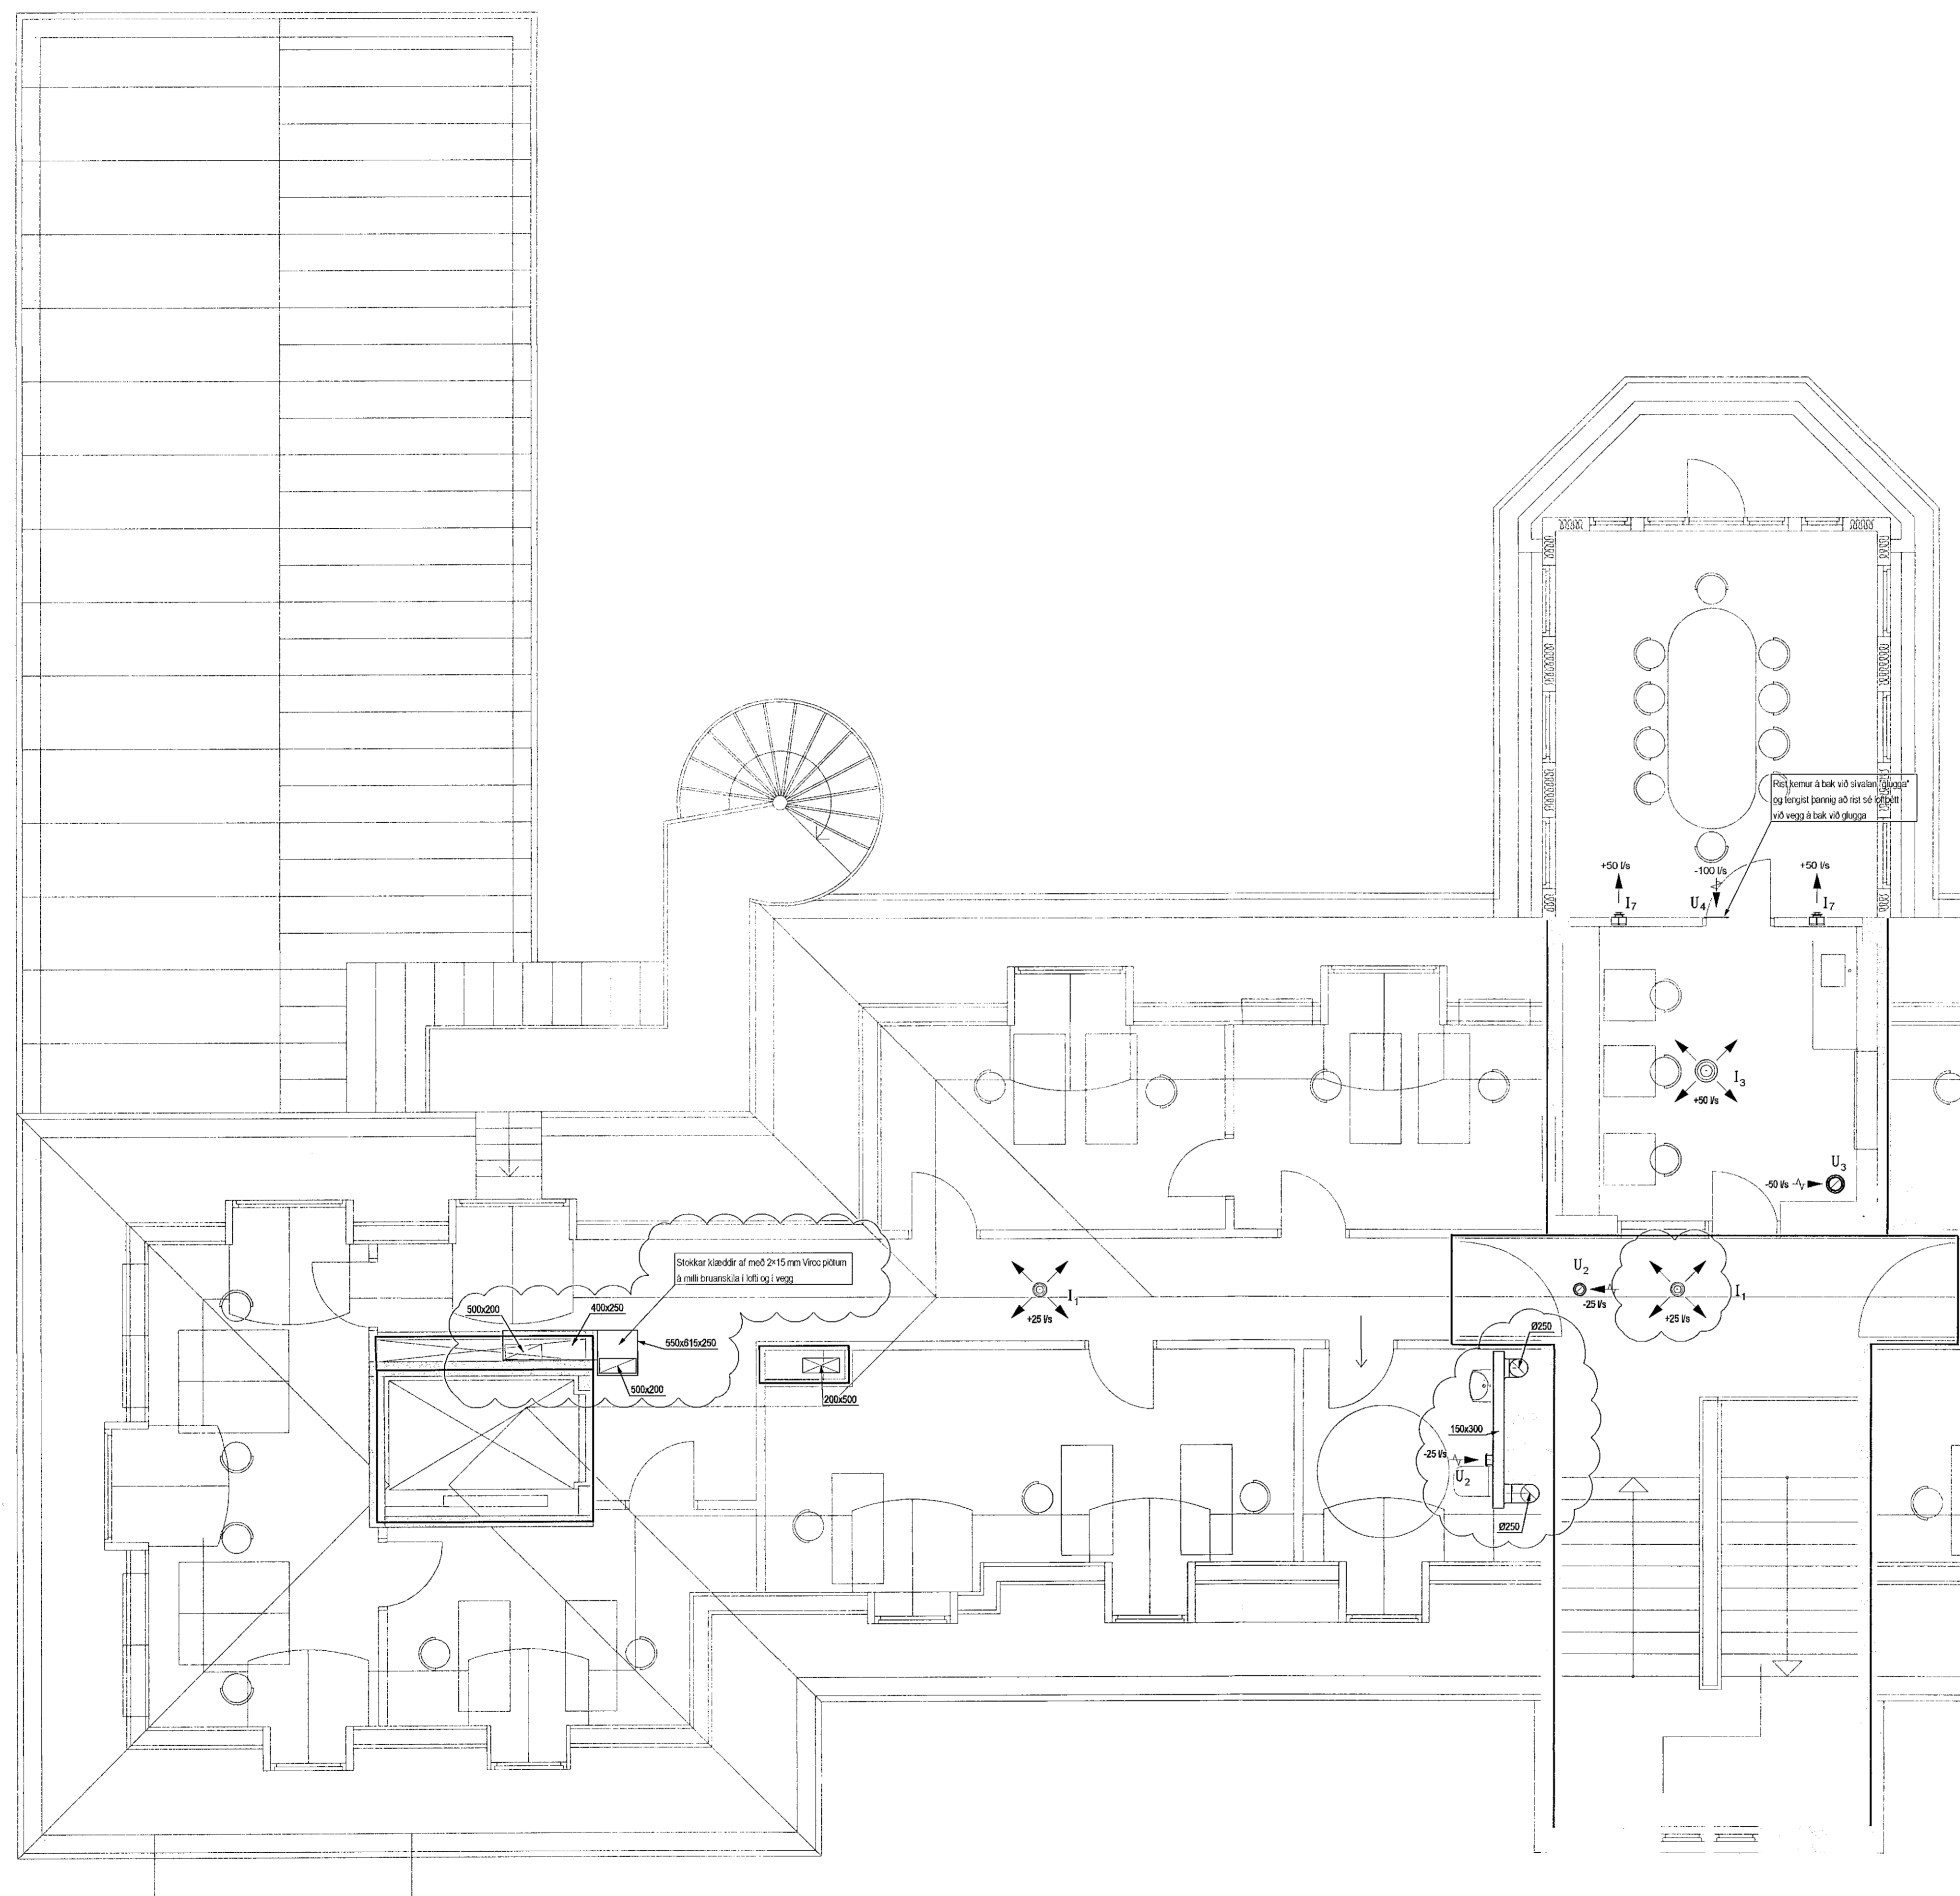 Rist kemur á bak við sívalan "glugga"
og tengist þannig að rist sé loftþétt
við vegg á bak við glugga
+50 l/s
-100 l/s
+50 l/s
I7
U4
I7
I3
+50 l/s
U3
-50 l/s
Stokkar klæddir af með 2×15 mm Viroc plötum
á milli bruanskila í lofti og í vegg
500x200
400x250
550x615x250
500x200
200x500
I1
+25 l/s
U2
-25 l/s
I1
+25 l/s
Ø250
150x300
-25 l/s
U2
Ø250